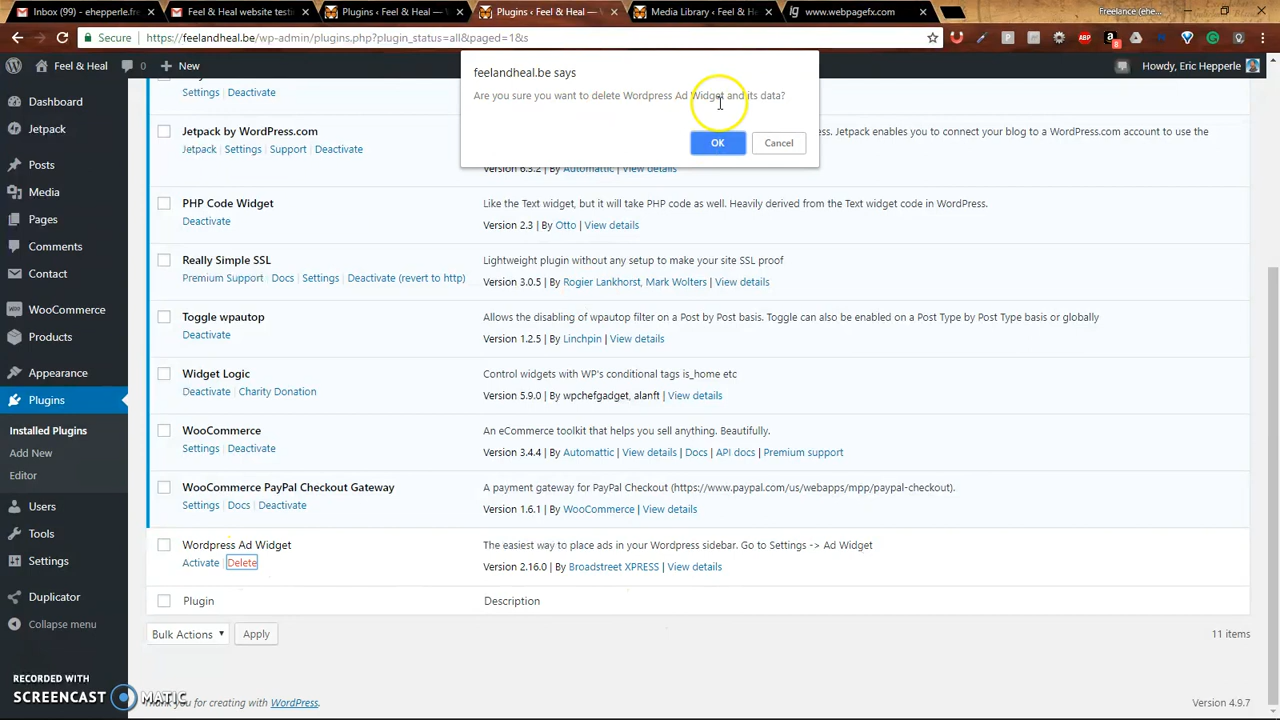 Inbox (13) - ehepperle.fre
Feel & Heal website testi
Plugins ‹ Feel & Heal —
Plugins ‹ Feel & Heal —
Media Library ‹ Feel & H
www.webpagefx.com
Freelance (ehe
Secure https://feelandheal.be/wp-admin/plugins.php?plugin_status=all&paged=1&s
Feel & Heal 0 New
Howdy, Eric Hepperle
feelandheal.be says
Are you sure you want to delete Wordpress Ad Widget and its data?
OK Cancel
Duplicator
Jetpack
Posts
Media
Pages
Comments
Contact
WooCommerce
Products
Appearance
Plugins
Installed Plugins
Add New
Editor
Users
Tools
Settings
Duplicator
Collapse menu
Settings | Deactivate
Jetpack by WordPress.com
Jetpack | Settings | Support | Deactivate
ress. Jetpack enables you to connect your blog to a WordPress.com account to use the
Version 6.3.2 | By Automattic | View details
PHP Code Widget
Deactivate
Like the Text widget, but it will take PHP code as well. Heavily derived from the Text widget code in WordPress.
Version 2.3 | By Otto | View details
Really Simple SSL
Premium Support | Docs | Settings | Deactivate (revert to http)
Lightweight plugin without any setup to make your site SSL proof
Version 3.0.5 | By Rogier Lankhorst, Mark Wolters | View details
Toggle wpautop
Deactivate
Allows the disabling of wpautop filter on a Post by Post basis. Toggle can also be enabled on a Post Type by Post Type basis or globally
Version 1.2.5 | By Linchpin | View details
Widget Logic
Deactivate | Charity Donation
Control widgets with WP's conditional tags is_home etc
Version 5.9.0 | By wpchefgadget, alanft | View details
WooCommerce
Settings | Deactivate
An eCommerce toolkit that helps you sell anything. Beautifully.
Version 3.4.4 | By Automattic | View details | Docs | API docs | Premium support
WooCommerce PayPal Checkout Gateway
Settings | Docs | Deactivate
A payment gateway for PayPal Checkout (https://www.paypal.com/us/webapps/mpp/paypal-checkout).
Version 1.6.1 | By WooCommerce | View details
Wordpress Ad Widget
Activate | Delete
The easiest way to place ads in your Wordpress sidebar. Go to Settings -> Ad Widget
Version 2.16.0 | By Broadstreet XPRESS | View details
Plugin Description
Bulk Actions Apply
11 items
RECORDED WITH
SCREENCAST MATIC
Thank you for creating with WordPress.
Version 4.9.7